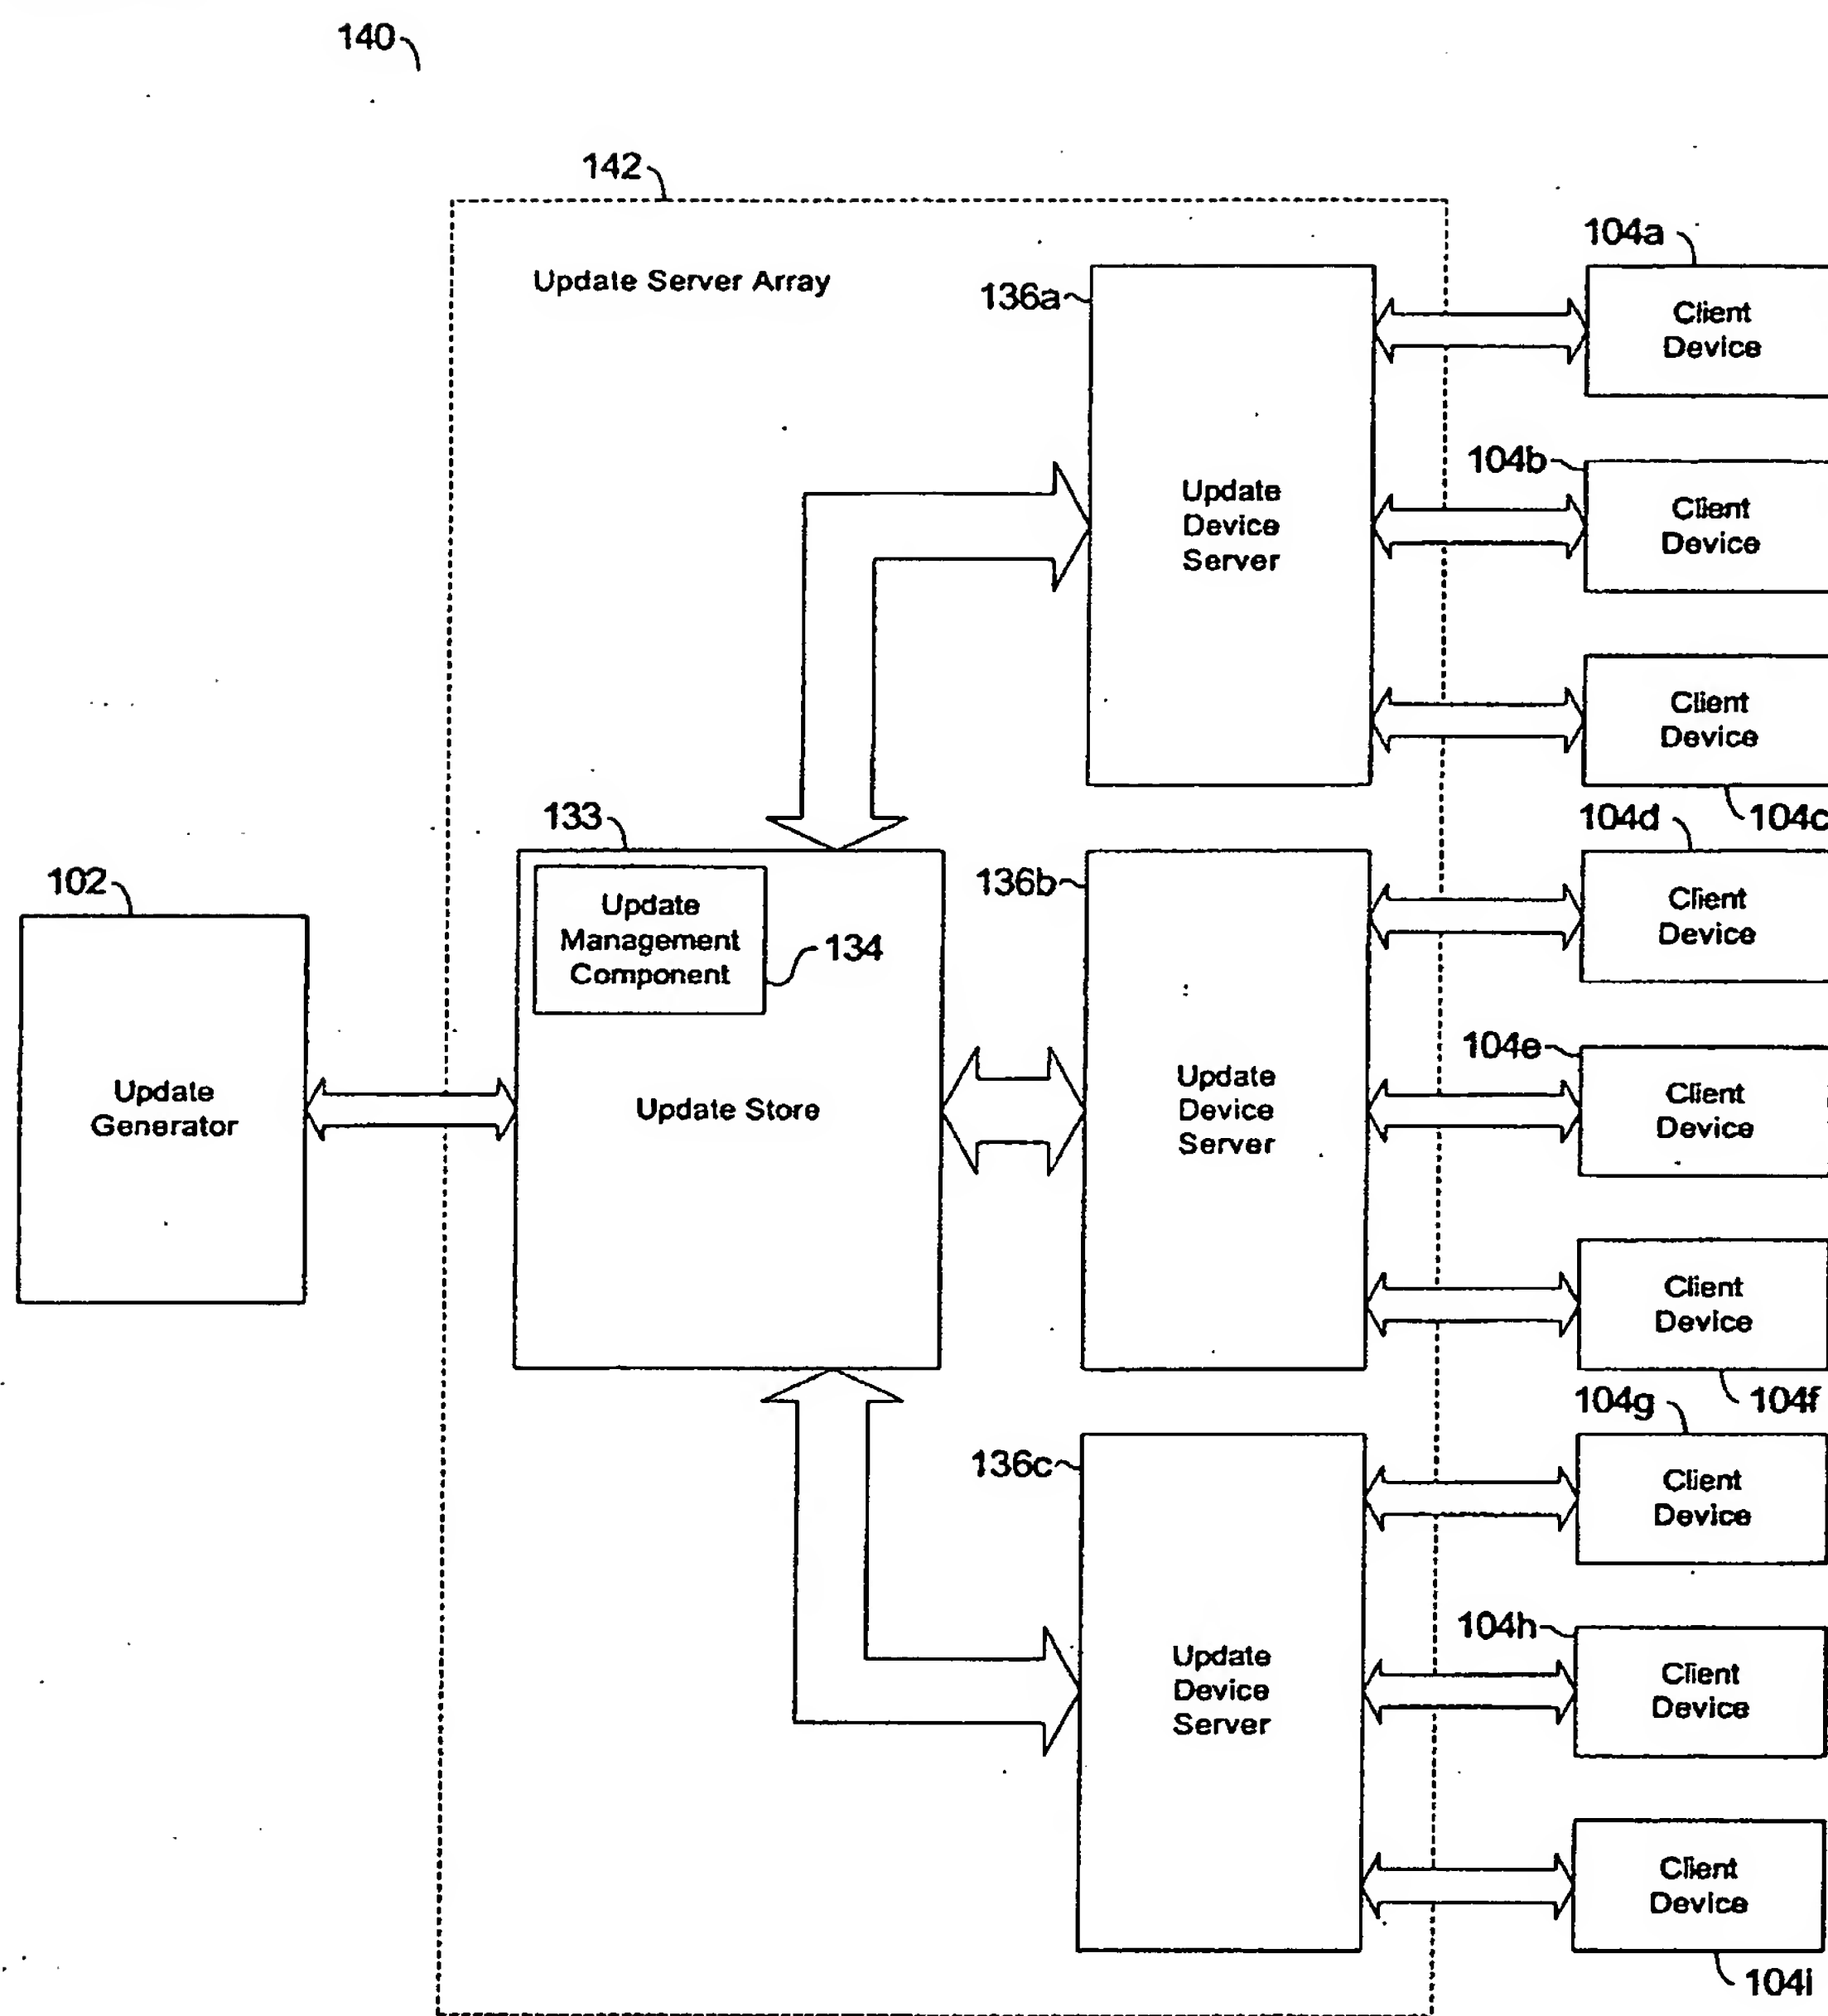 140
142
Update Server Array
136a
Update
Device
Server
104a
Client
Device
104b
Client
Device
Client
Device
104c
133
Update
Management
Component
134
Update Store
102
Update
Generator
136b
Update
Device
Server
104d
Client
Device
104e
Client
Device
Client
Device
104f
136c
Update
Device
Server
104g
Client
Device
104h
Client
Device
Client
Device
104i